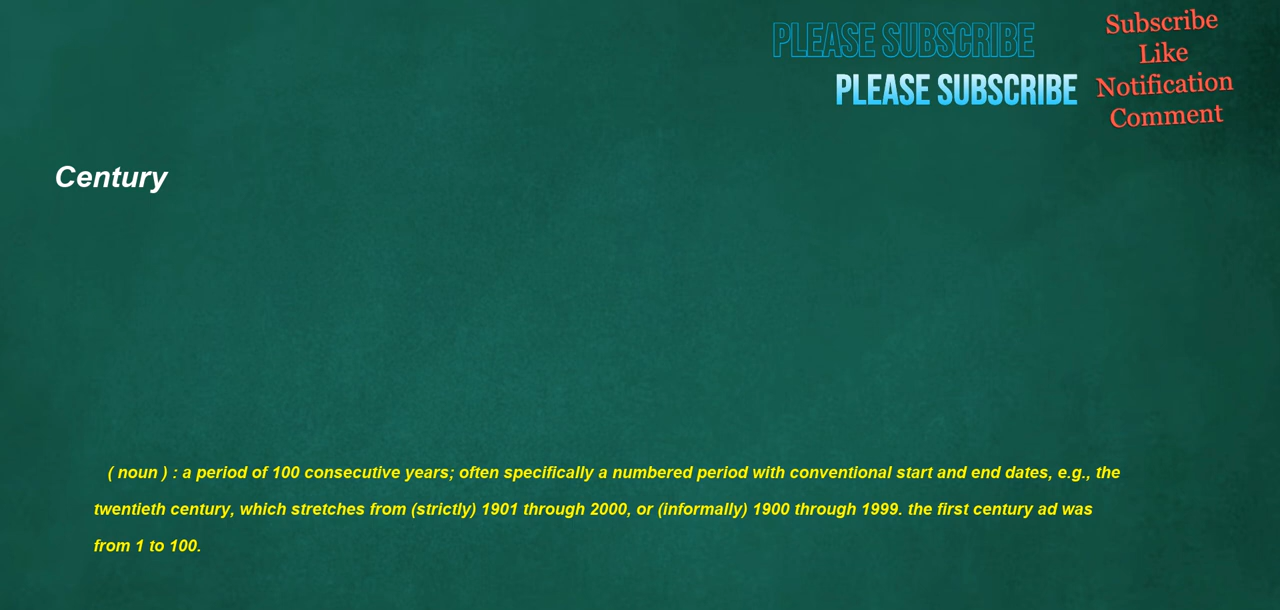 PLEASE SUBSCRIBE
PLEASE SUBSCRIBE
Subscribe
Like
Notification
Comment
Century
( noun ) : a period of 100 consecutive years; often specifically a numbered period with conventional start and end dates, e.g., the
twentieth century, which stretches from (strictly) 1901 through 2000, or (informally) 1900 through 1999. the first century ad was
from 1 to 100.